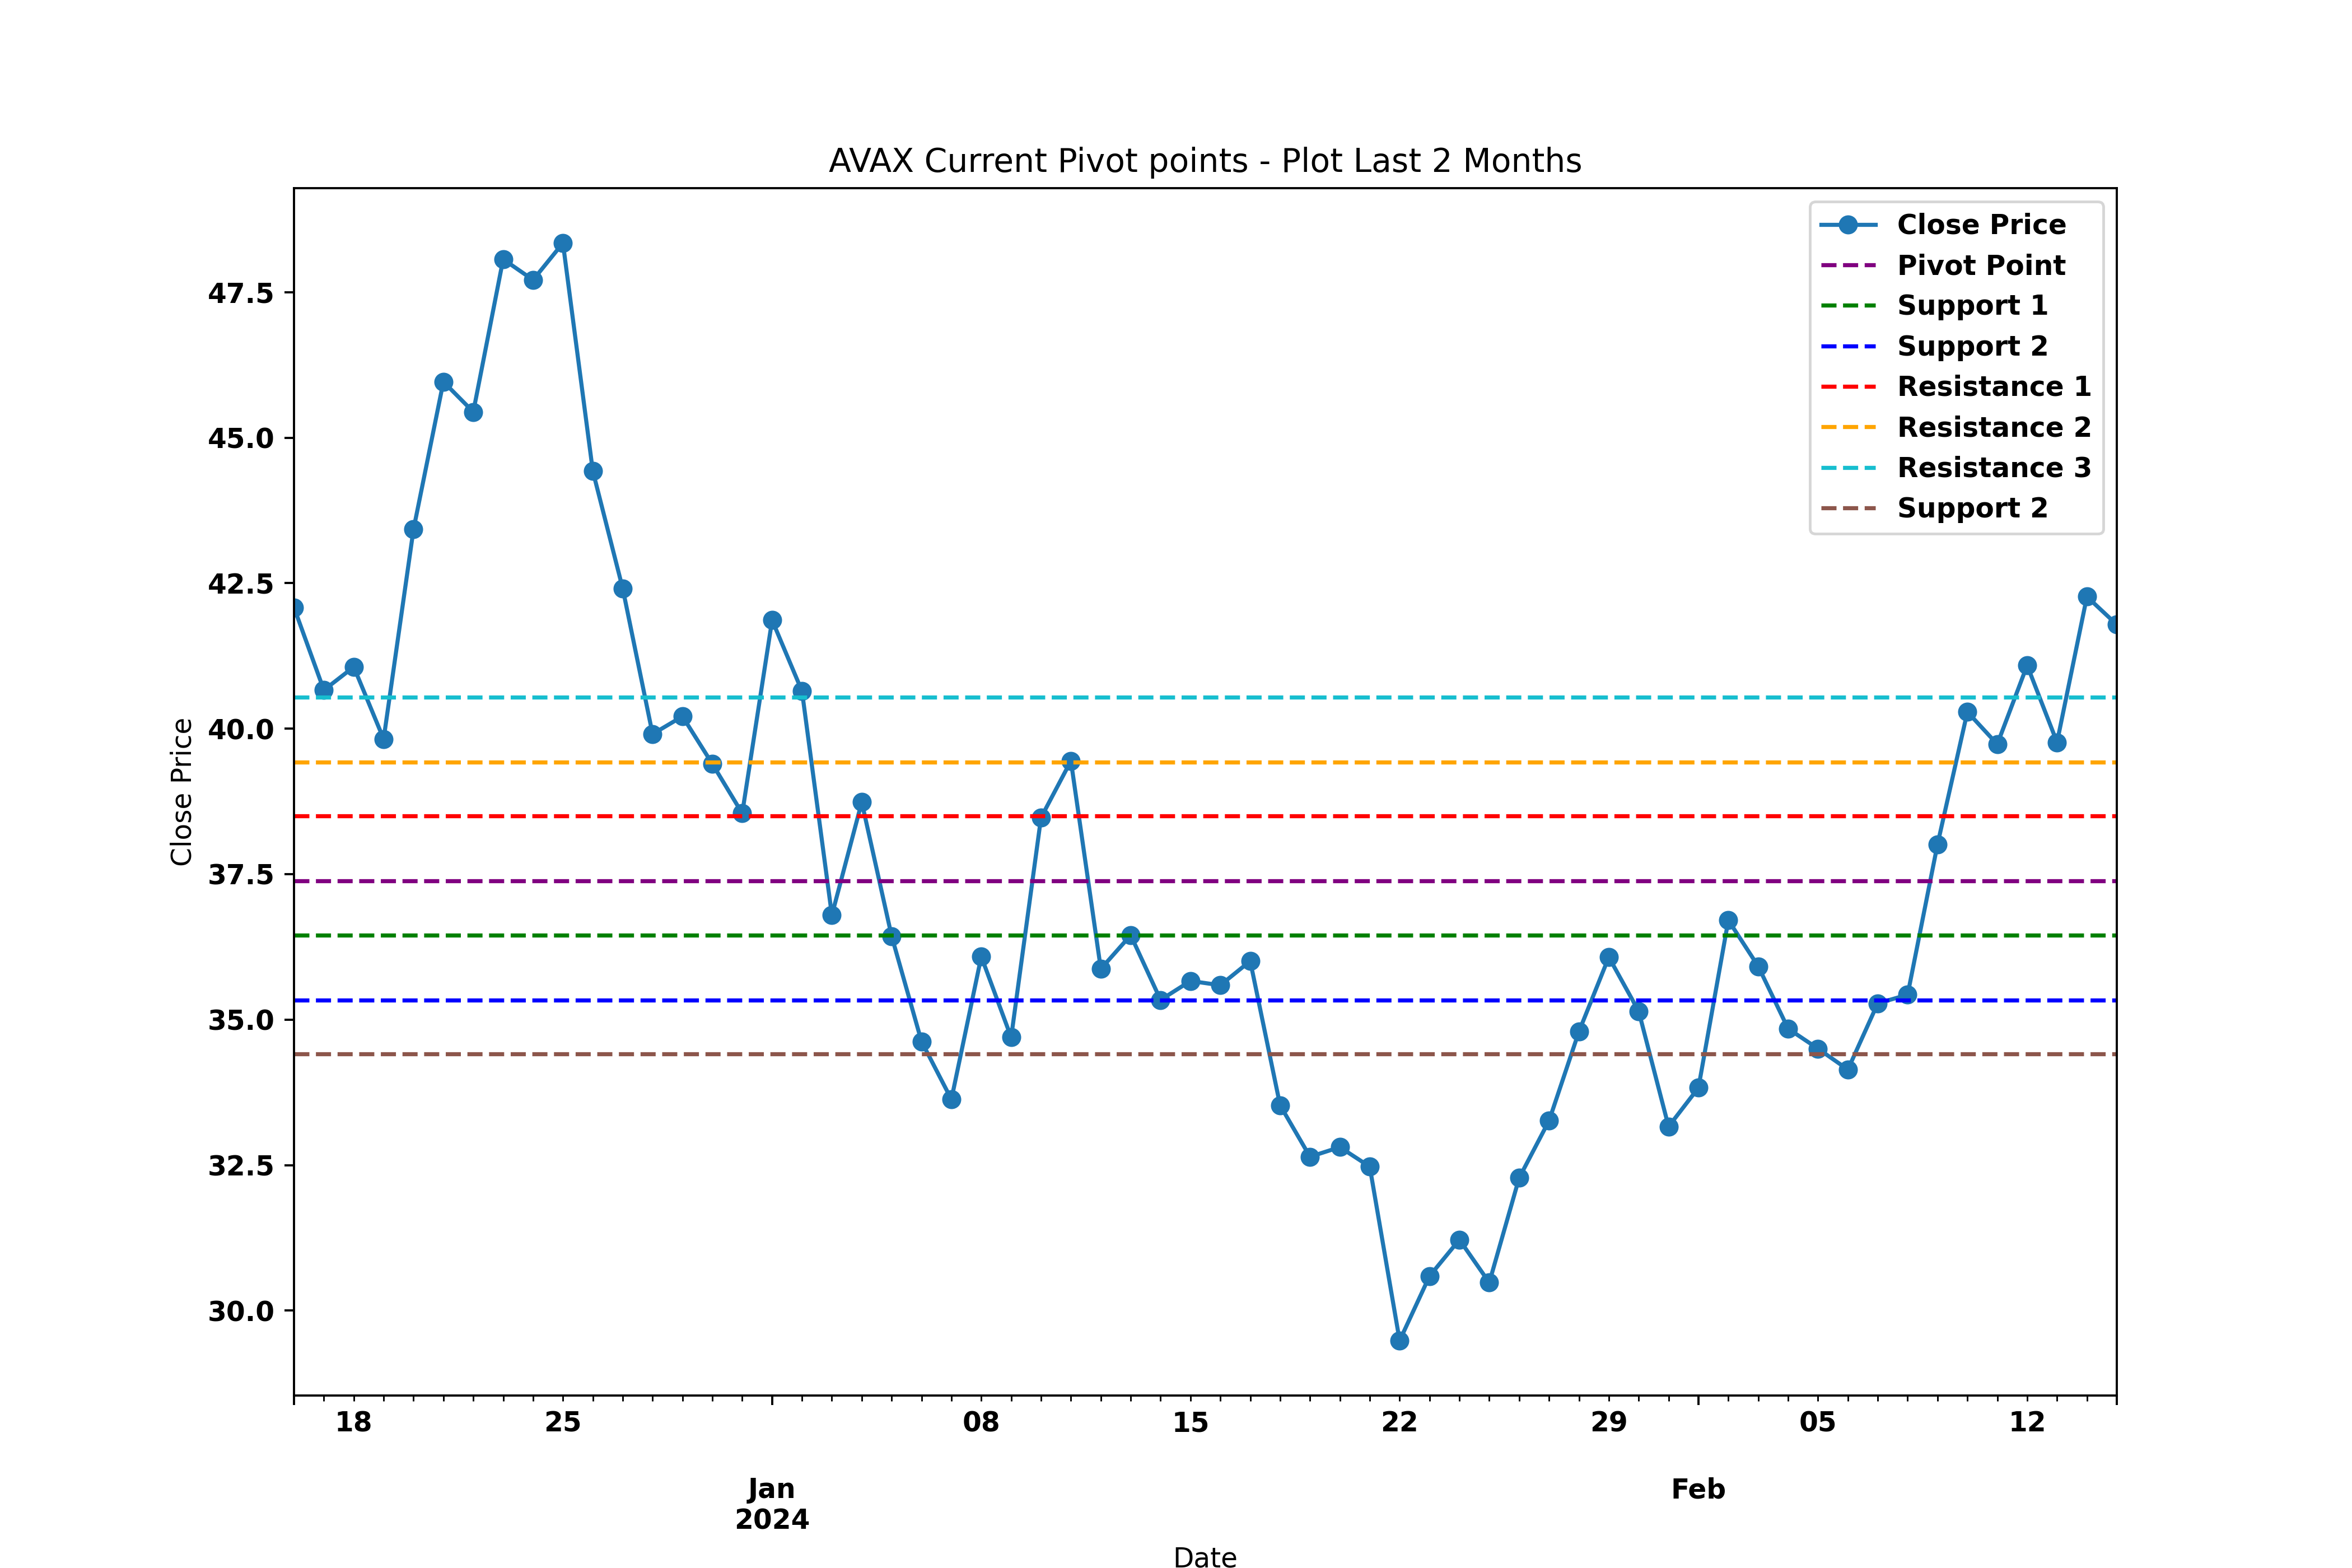 AVAX Current Pivot points - Plot Last 2 Months
Close Price
Pivot Point
Support 1
Support 2
Resistance 1
Resistance 2
Resistance 3
Support 2
47.5
45.0
42.5
40.0
37.5
35.0
32.5
30.0
Close Price
18
25
08
15
22
29
05
12
Jan
2024
Feb
Date